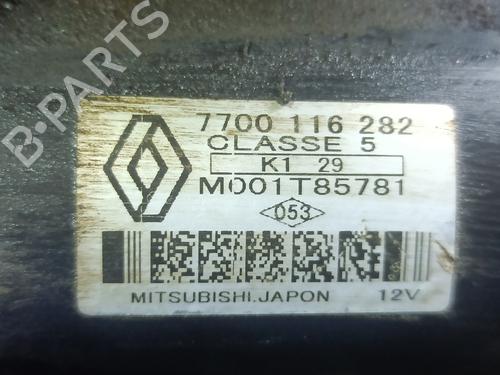 7700 116 282
CLASSE 5
K1 29
M001T85781
053
MITSUBISHI.JAPON 12V
B-PARTS